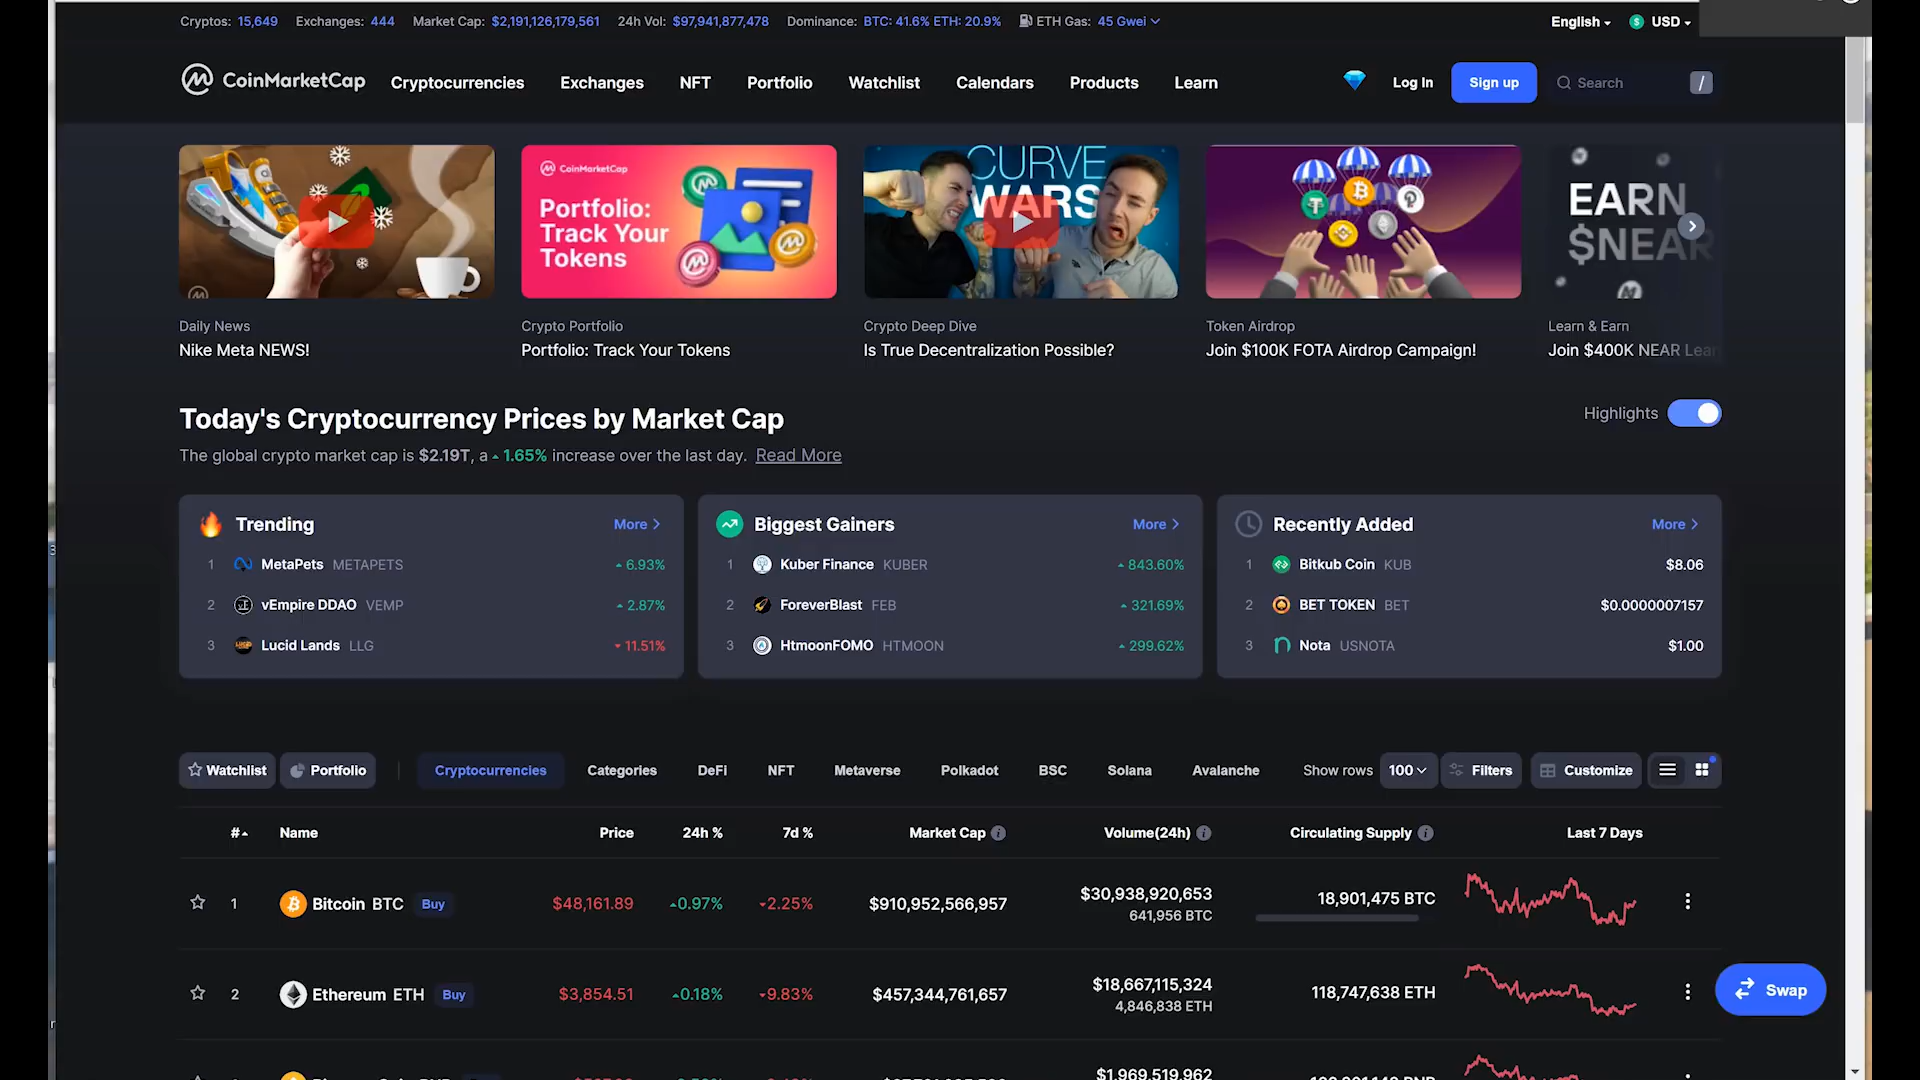 Cryptos: 15,649 Exchanges: 444 Market Cap: $2,191,126,179,561 24h Vol: $97,941,877,478 Dominance: BTC: 41.6% ETH: 20.9% ETH Gas: 45 Gwei English USD
CoinMarketCap Cryptocurrencies Exchanges NFT Portfolio Watchlist Calendars Products Learn Log In Sign up Search /
CoinMarketCap
Portfolio:
Track Your
Tokens
CURVE
WARS
EARN
$NEAR
Daily News
Nike Meta NEWS!
Crypto Portfolio
Portfolio: Track Your Tokens
Crypto Deep Dive
Is True Decentralization Possible?
Token Airdrop
Join $100K FOTA Airdrop Campaign!
Learn & Earn
Join $400K NEAR Lear
Today's Cryptocurrency Prices by Market Cap
Highlights
The global crypto market cap is $2.19T, a 1.65% increase over the last day. Read More
Trending More
1 MetaPets METAPETS 6.93%
2 vEmpire DDAO VEMP 2.87%
3 Lucid Lands LLG 11.51%
Biggest Gainers More
1 Kuber Finance KUBER 843.60%
2 ForeverBlast FEB 321.69%
3 HtmoonFOMO HTMOON 299.62%
Recently Added More
1 Bitkub Coin KUB $8.06
2 BET TOKEN BET $0.0000007157
3 Nota USNOTA $1.00
Watchlist Portfolio Cryptocurrencies Categories DeFi NFT Metaverse Polkadot BSC Solana Avalanche Show rows 100 Filters Customize
# Name Price 24h % 7d % Market Cap Volume(24h) Circulating Supply Last 7 Days
1 Bitcoin BTC Buy $48,161.89 0.97% 2.25% $910,952,566,957 $30,938,920,653 18,901,475 BTC
641,956 BTC
2 Ethereum ETH Buy $3,854.51 0.18% 9.83% $457,344,761,657 $18,667,115,324 118,747,638 ETH
4,846,838 ETH
Swap
$1,969,519,962